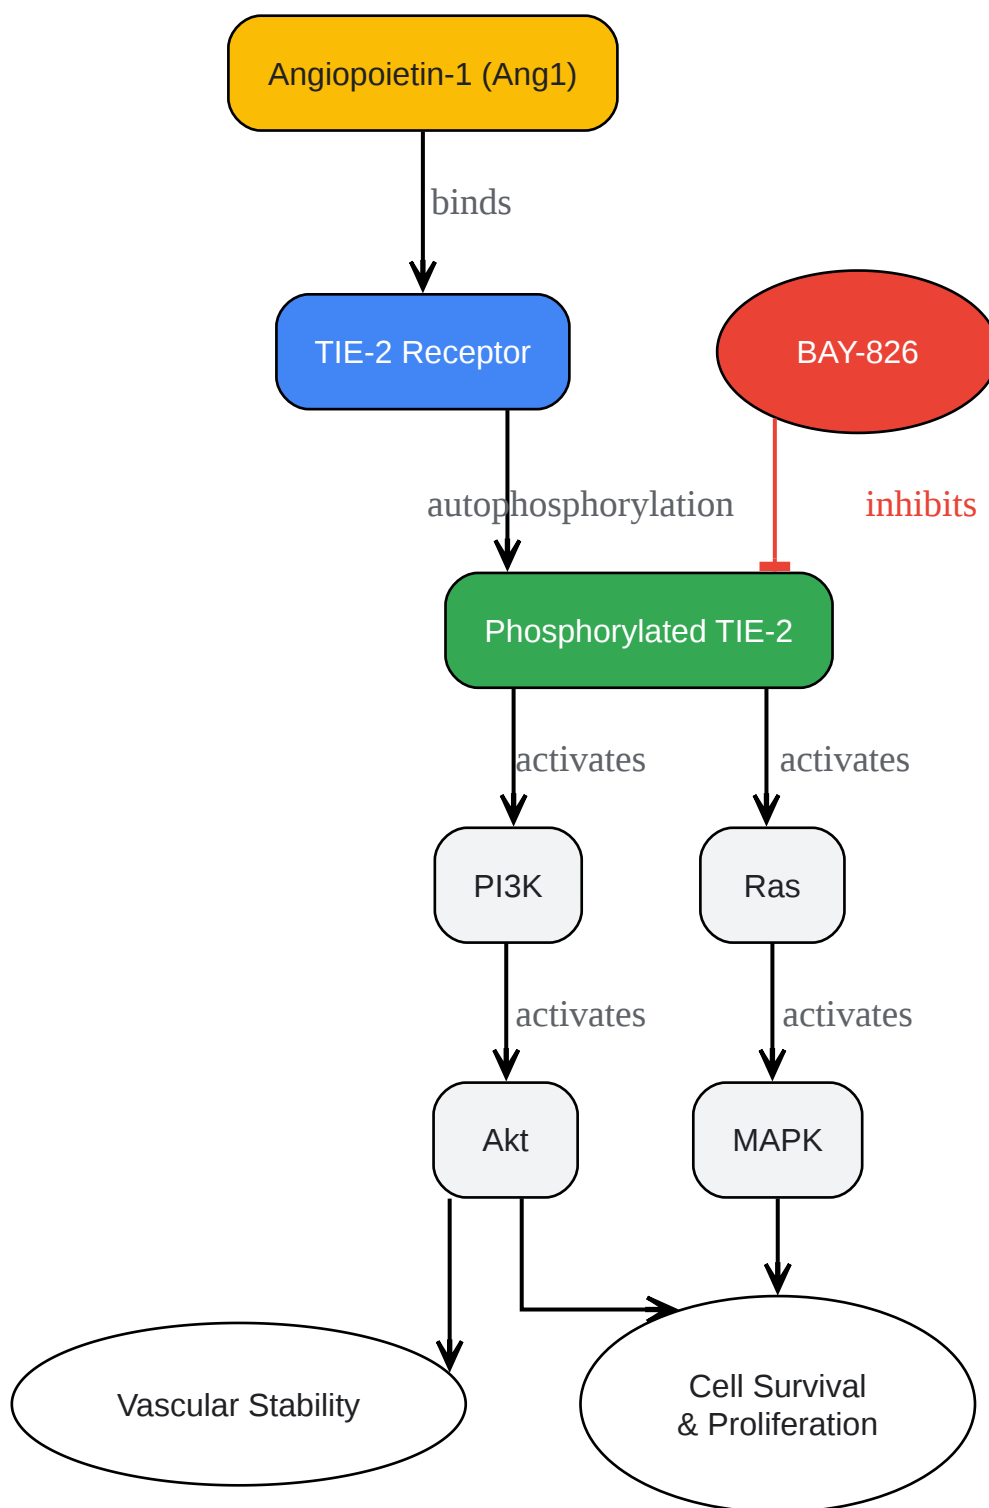 Angiopoietin-1 (Ang1)
binds
TIE-2 Receptor
BAY-826
autophosphorylation
inhibits
Phosphorylated TIE-2
activates
activates
PI3K
Ras
activates
activates
Akt
MAPK
Vascular Stability
Cell Survival
& Proliferation